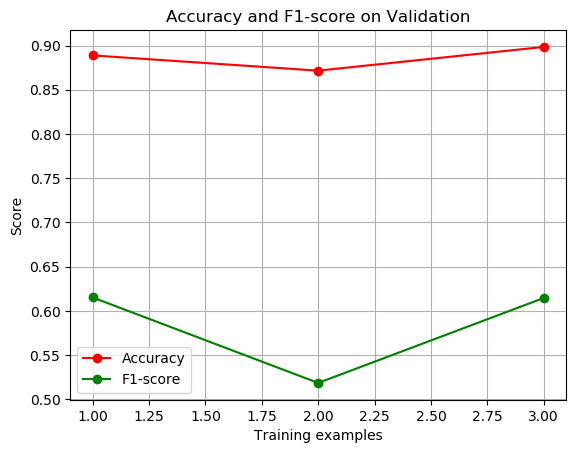 Accuracy and F1-score on Validation
Score
0.90
0.85
0.80
0.75
0.70
0.65
0.60
0.55
0.50
Accuracy
F1-score
1.00 1.25 1.50 1.75 2.00 2.25 2.50 2.75 3.00
Training examples